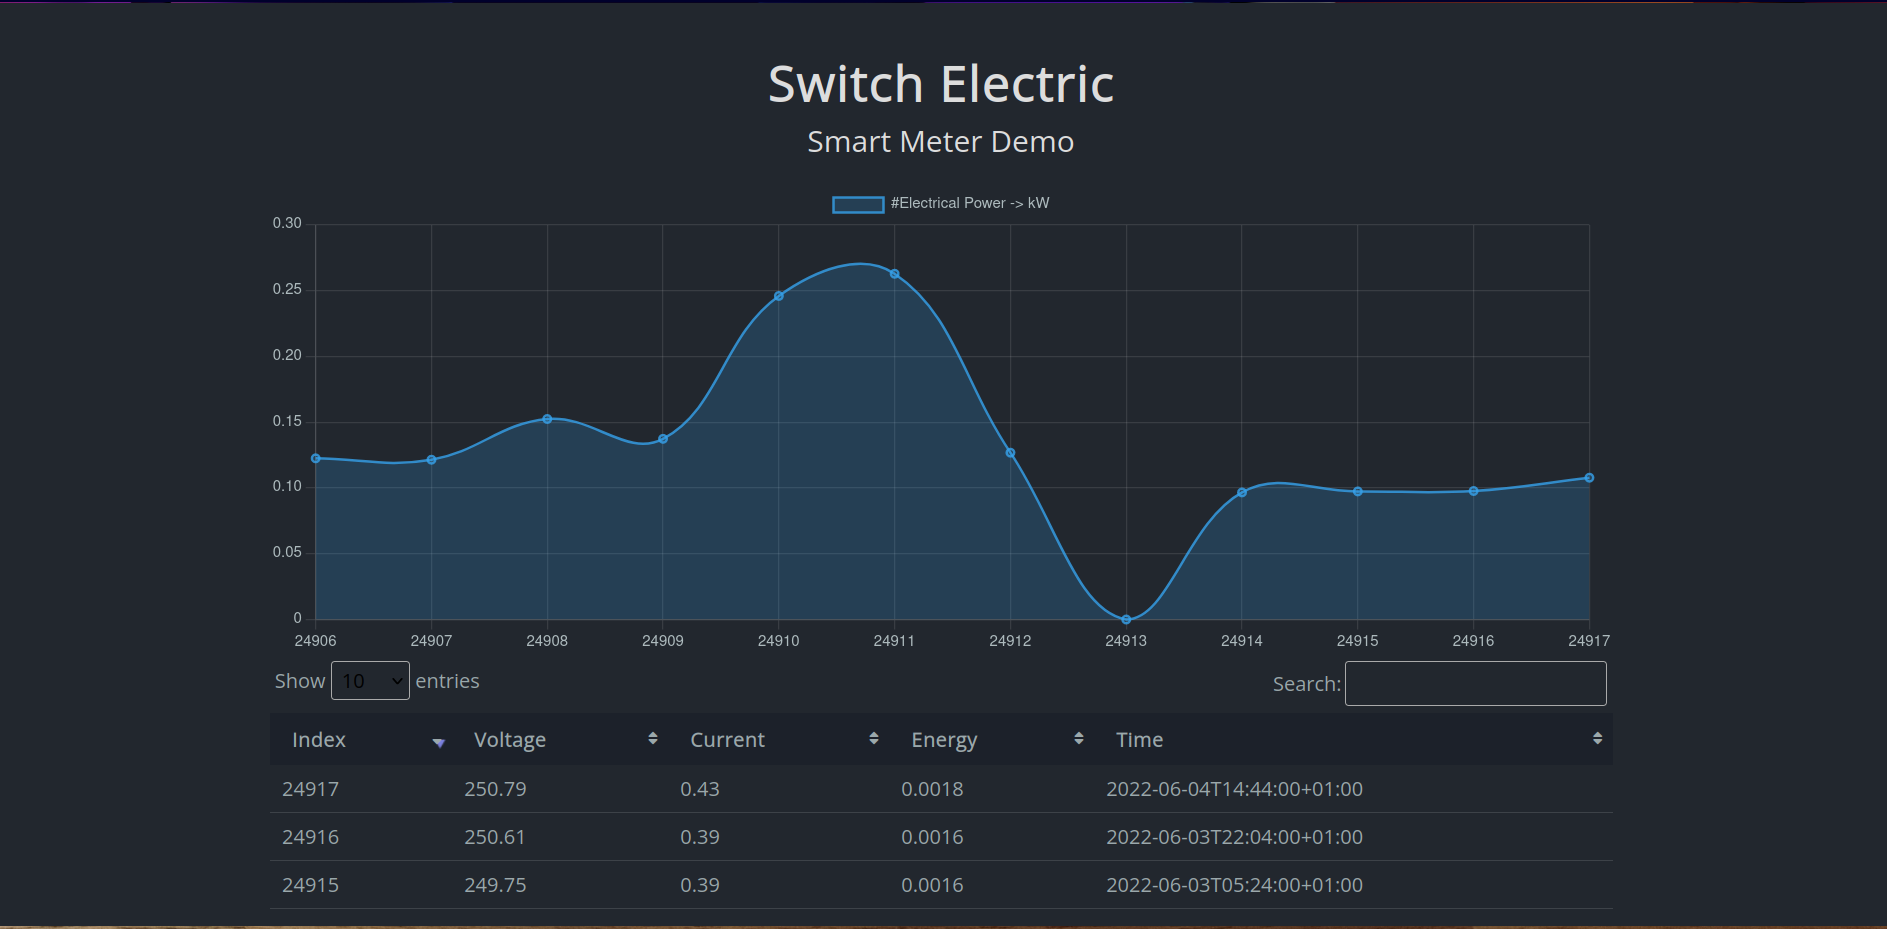 Switch Electric
Smart Meter Demo
#Electrical Power -> kW
0.30
0.25
0.20
0.15
0.10
0.05
0
24906 24907 24908 24909 24910 24911 24912 24913 24914 24915 24916 24917
Show 10 entries Search:
Index Voltage Current Energy Time
24917 250.79 0.43 0.0018 2022-06-04T14:44:00+01:00
24916 250.61 0.39 0.0016 2022-06-03T22:04:00+01:00
24915 249.75 0.39 0.0016 2022-06-03T05:24:00+01:00